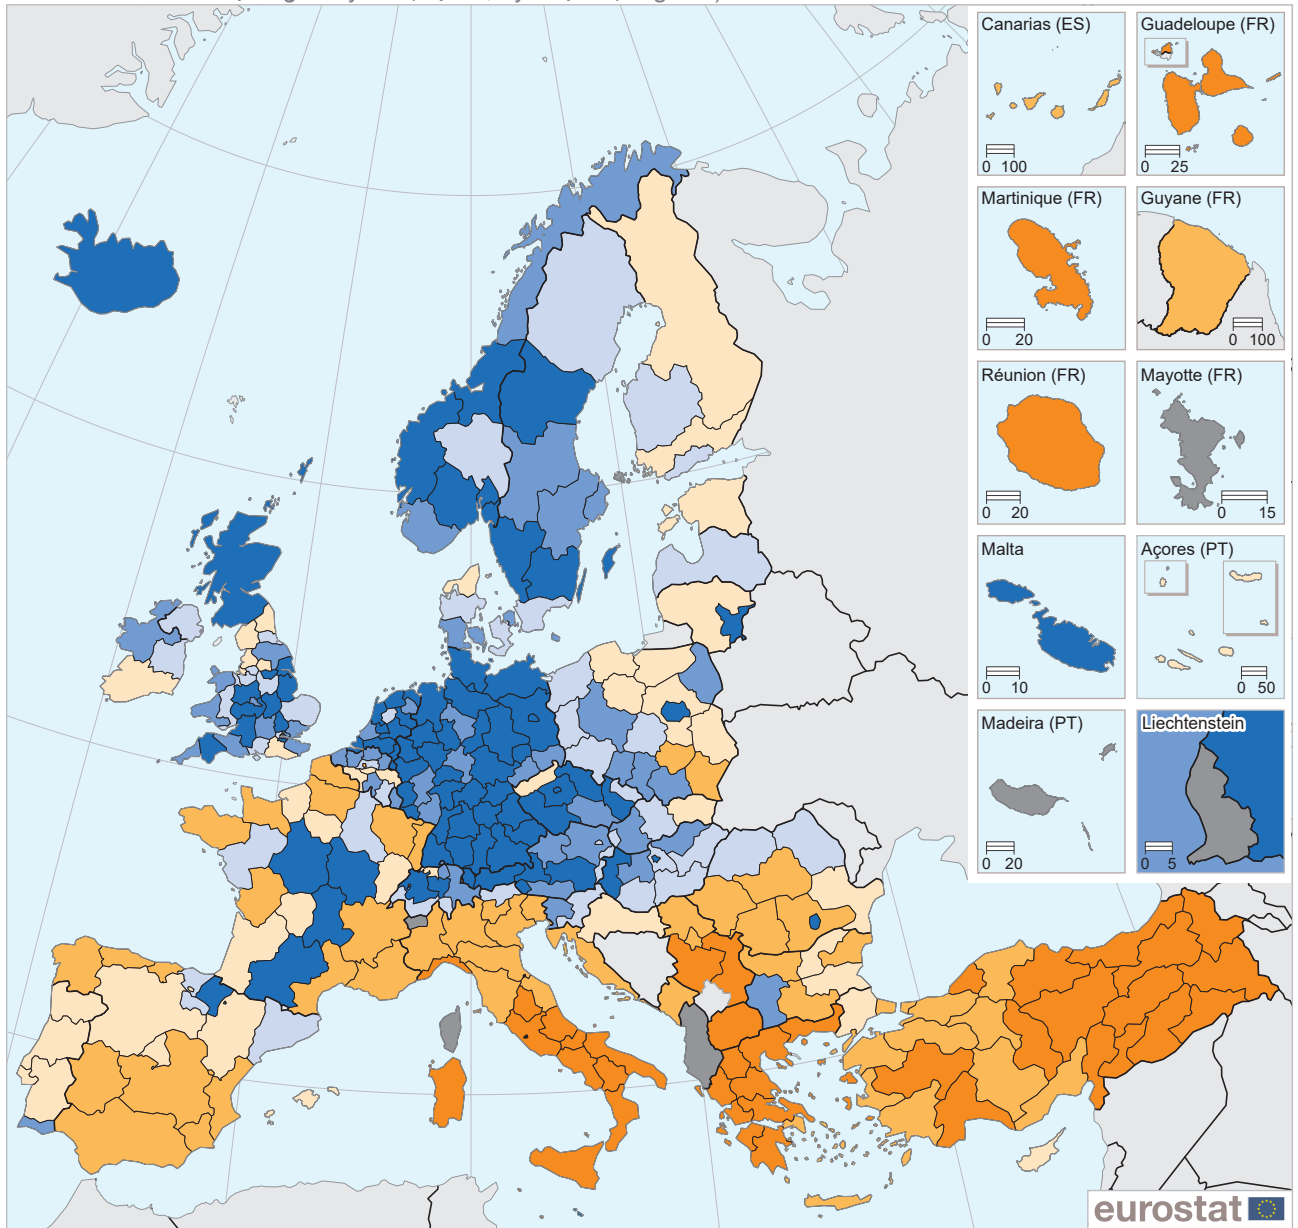 Canarias (ES)
0 100
Guadeloupe (FR)
0 25
Martinique (FR)
0 20
Guyane (FR)
0 100
Réunion (FR)
0 20
Mayotte (FR)
0 15
Malta
0 10
Açores (PT)
0 50
Madeira (PT)
0 20
Liechtenstein
0 5
eurostat